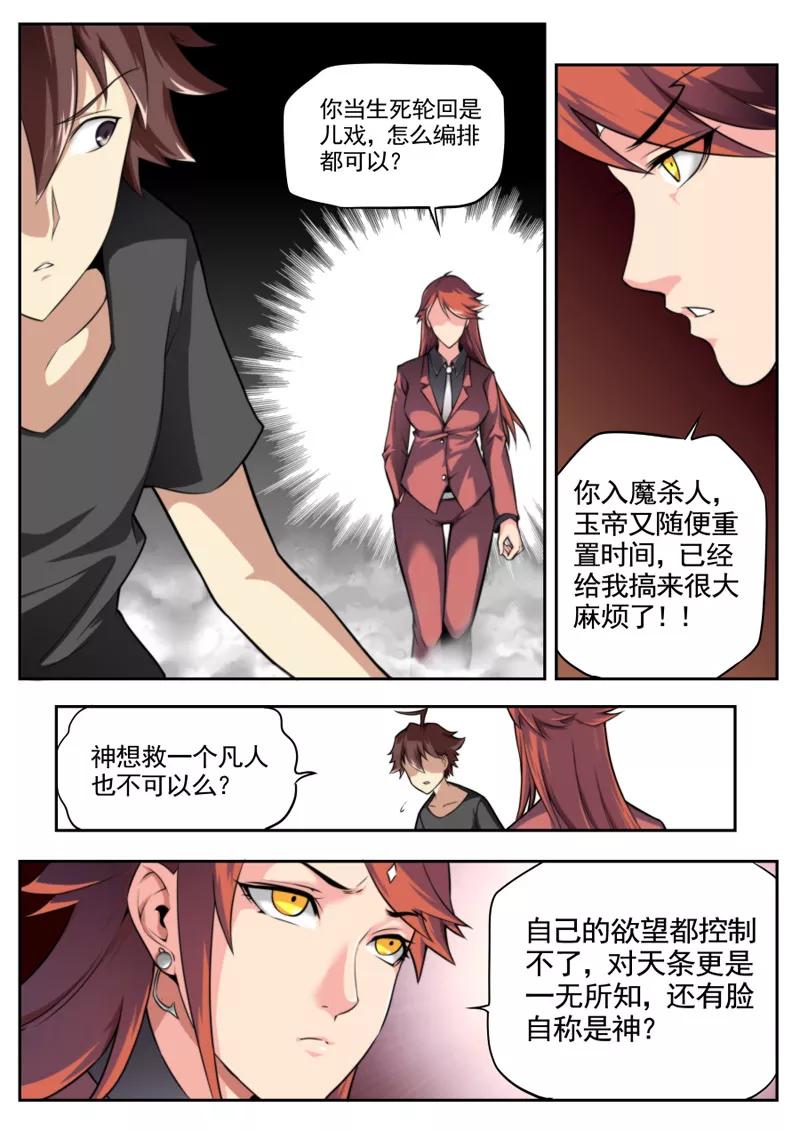 你当生死轮回是
儿戏，怎么编排
都可以？
你入魔杀人，
玉帝又随便重
置时间，已经
给我搞来很大
麻烦了！！
神想救一个凡人
也不可以么？
自己的欲望都控制
不了，对天条更是
一无所知，还有脸
自称是神？